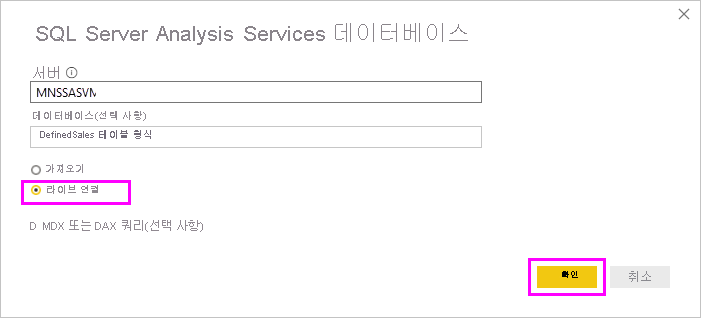 SQL Server Analysis Services 데이터베이스
서버
MNSSASVM
데이터베이스(선택 사항)
DefinedSales 테이블 형식
가져오기
라이브 연결
D MDX 또는 DAX 쿼리(선택 사항)
확인
취소